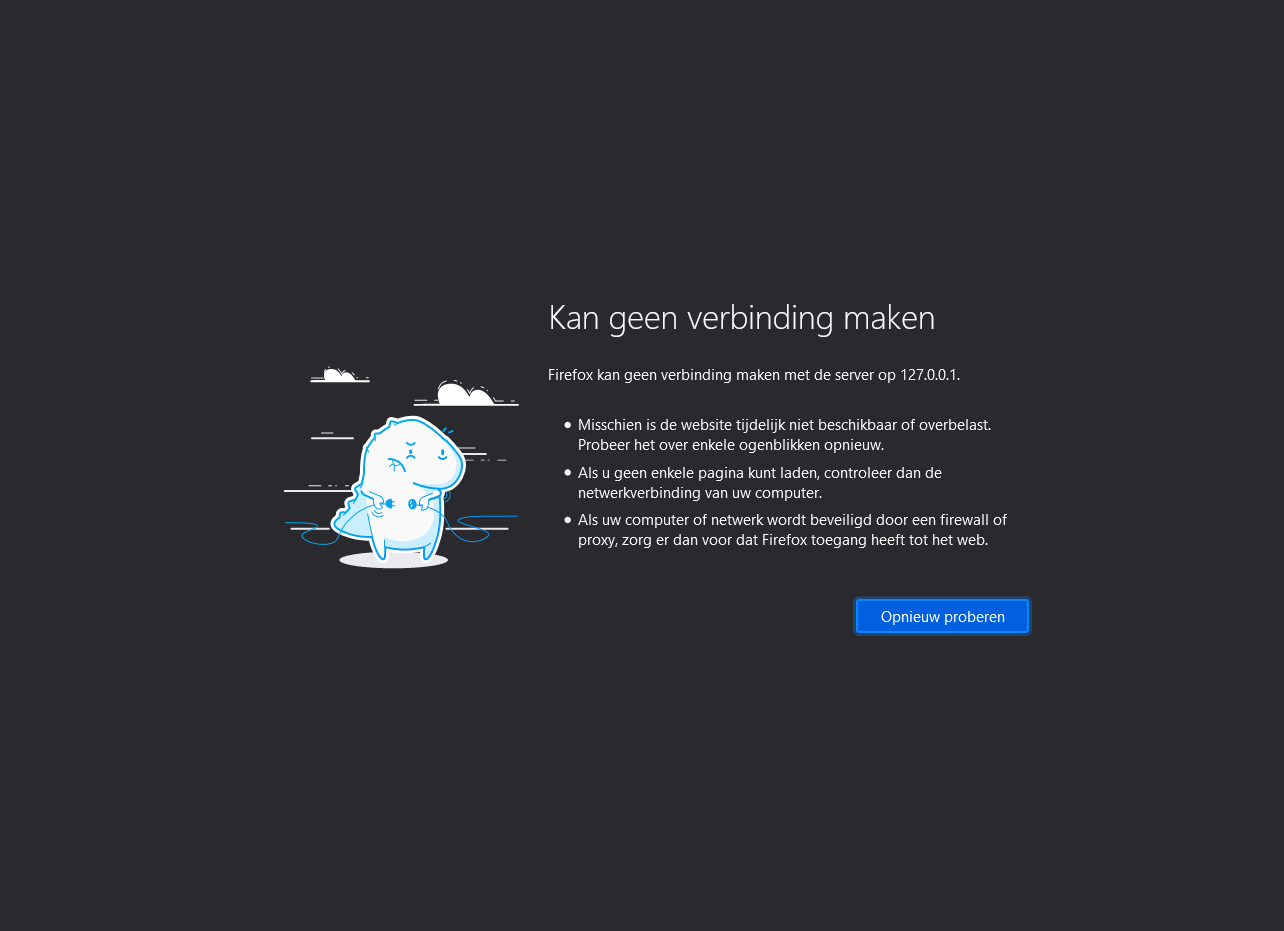 Kan geen verbinding maken
Firefox kan geen verbinding maken met de server op 127.0.0.1.
Misschien is de website tijdelijk niet beschikbaar of overbelast.
Probeer het over enkele ogenblikken opnieuw.
Als u geen enkele pagina kunt laden, controleer dan de
netwerkverbinding van uw computer.
Als uw computer of netwerk wordt beveiligd door een firewall of
proxy, zorg er dan voor dat Firefox toegang heeft tot het web.
Opnieuw proberen